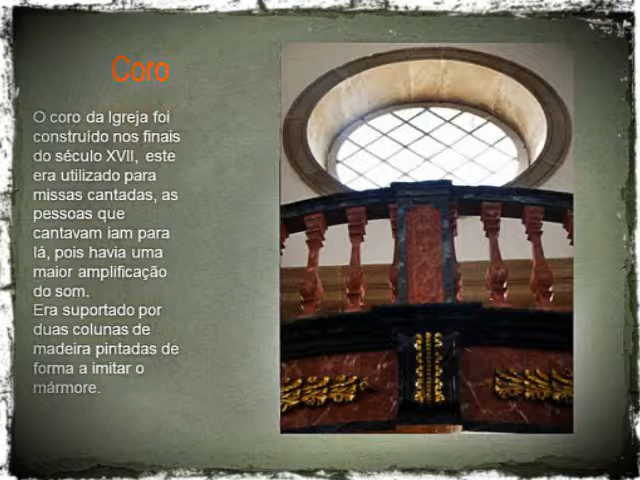 Coro
O coro da Igreja foi
construído nos finais
do século XVII, este
era utilizado para
missas cantadas, as
pessoas que
cantavam iam para
lá, pois havia uma
maior amplificação
do som.
Era suportado por
duas colunas de
madeira pintadas de
forma a imitar o
mármore.